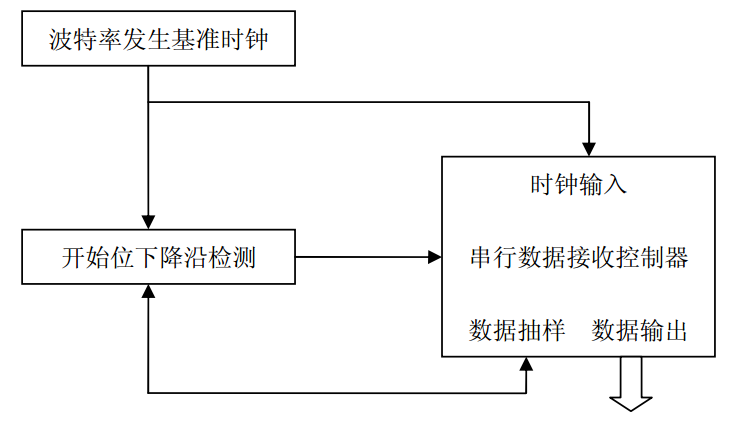 波特率发生基准时钟
时钟输入
开始位下降沿检测
串行数据接收控制器
数据抽样 数据输出